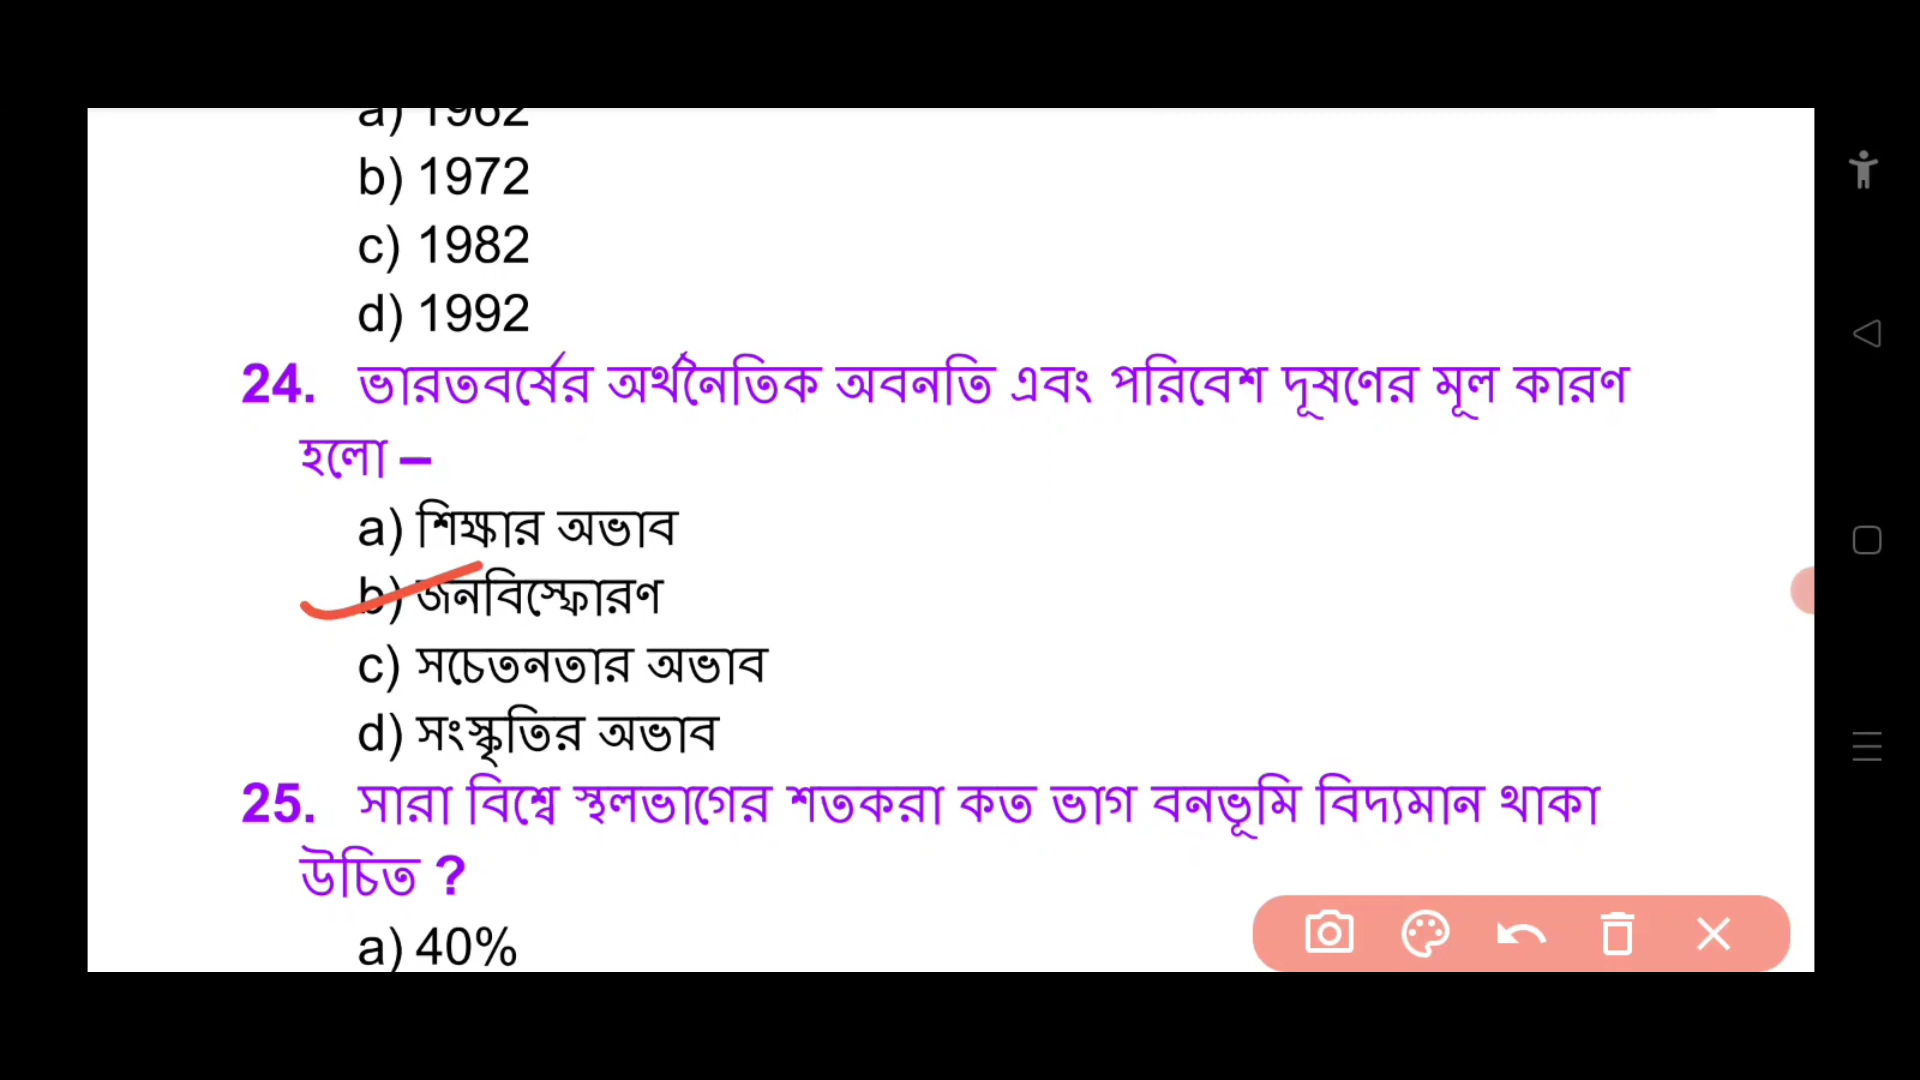 a) 1962
b) 1972
c) 1982
d) 1992
24. ভারতবর্ষের অর্থনৈতিক অবনতি এবং পরিবেশ দূষণের মূল কারণ
হলো –
a) শিক্ষার অভাব
b) জনবিস্ফোরণ
c) সচেতনতার অভাব
d) সংস্কৃতির অভাব
25. সারা বিশ্বে স্থলভাগের শতকরা কত ভাগ বনভূমি বিদ্যমান থাকা
উচিত ?
a) 40%